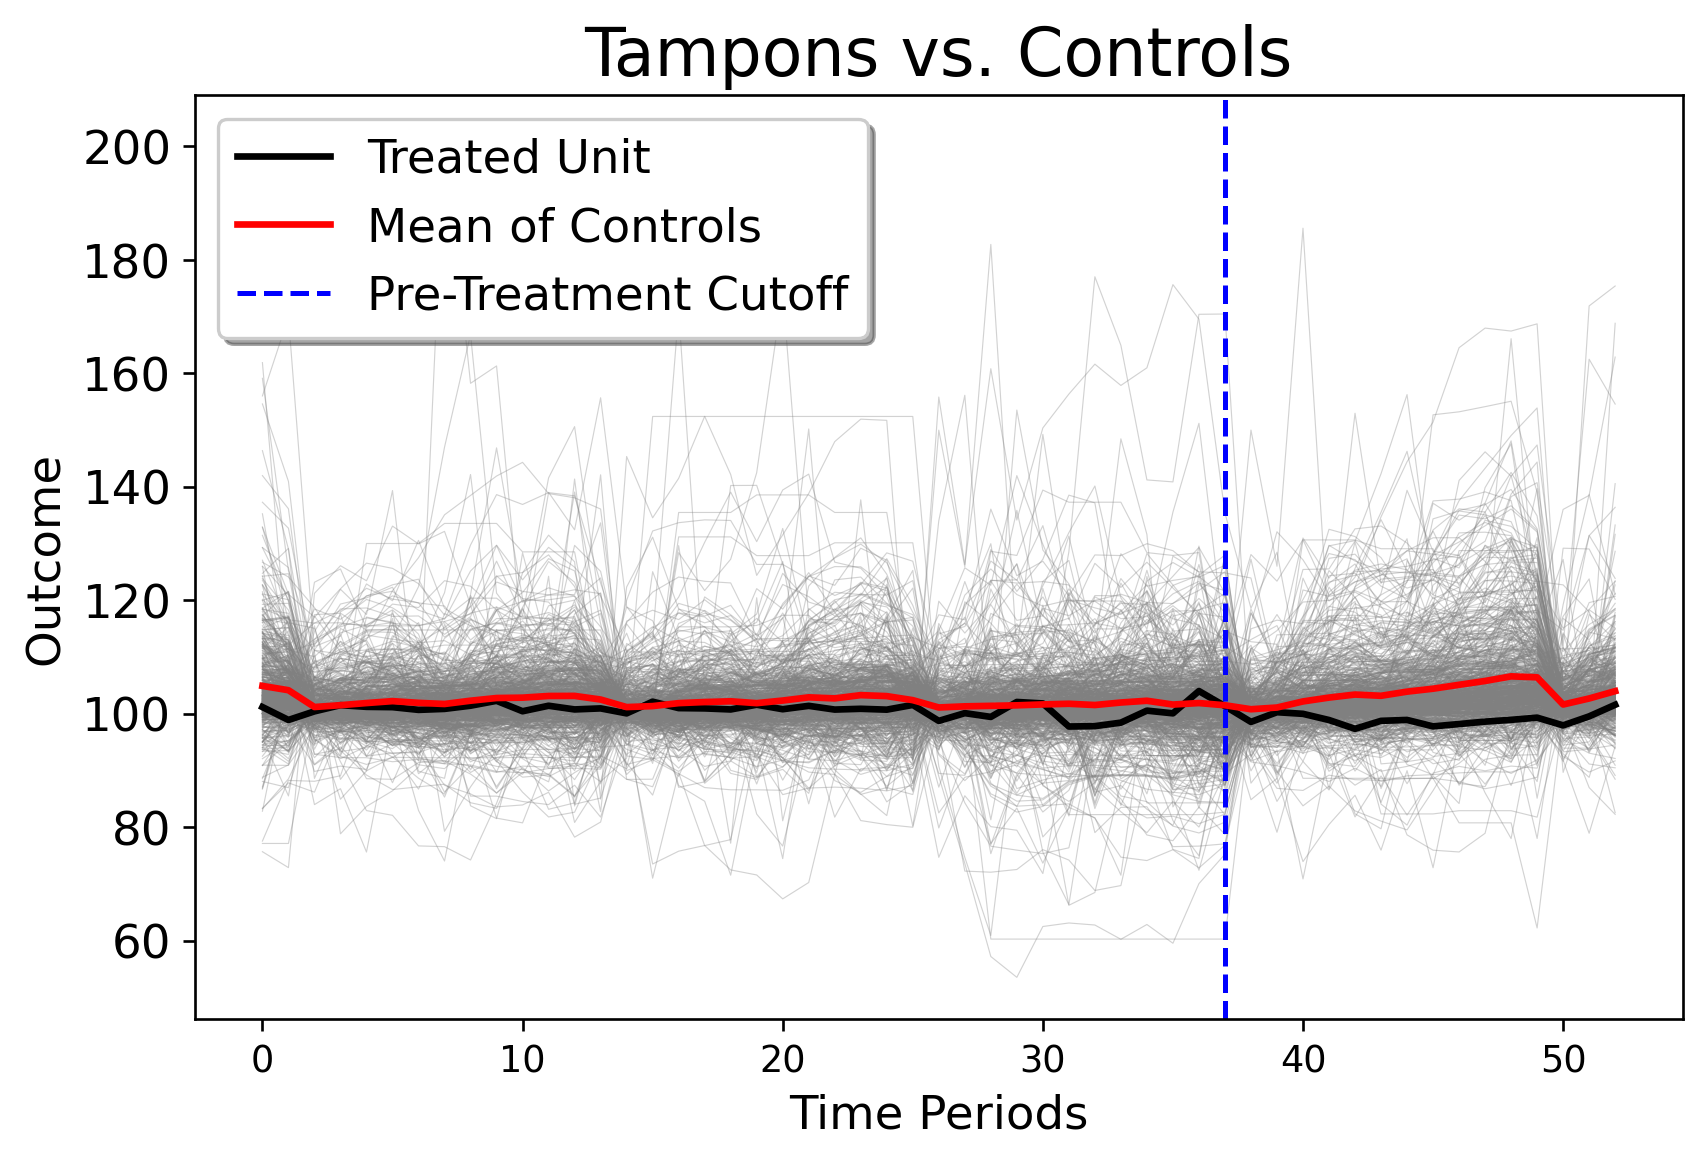 Tampons vs. Controls
Treated Unit
Mean of Controls
Pre-Treatment Cutoff
Outcome
200
180
160
140
120
100
80
60
0 10 20 30 40 50
Time Periods